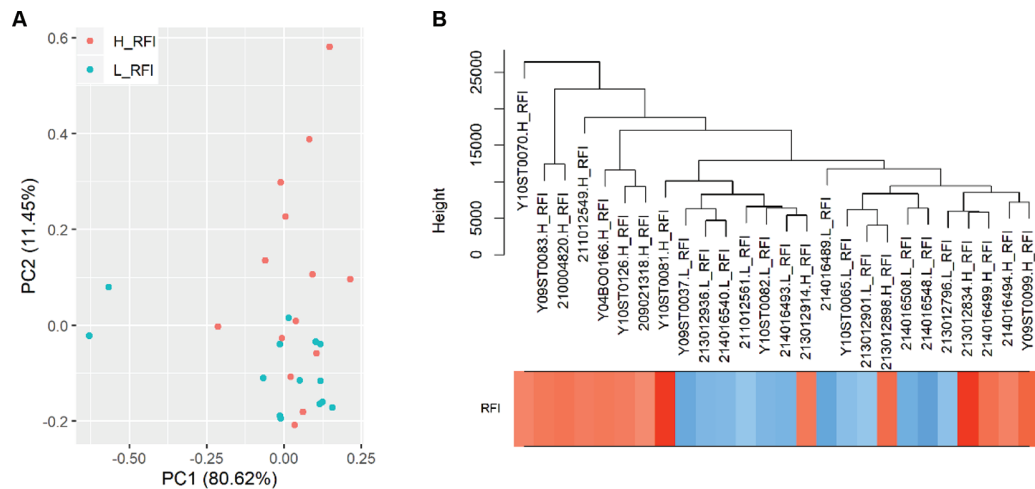 A
H_RFI
L_RFI
0.6
0.4
0.2
0.0
-0.2
PC2 (11.45%)
-0.50
-0.25
0.00
0.25
PC1 (80.62%)
B
Height
25000
15000
5000
0
Y10ST0070.H_RFI
Y09ST0083.H_RFI
210004820.H_RFI
211012549.H_RFI
Y04BO0166.H_RFI
Y10ST0126.H_RFI
209021318.H_RFI
Y10ST0081.H_RFI
Y09ST0037.L_RFI
213012936.L_RFI
214016540.L_RFI
211012561.L_RFI
Y10ST0082.L_RFI
214016493.L_RFI
213012914.H_RFI
214016489.L_RFI
Y10ST0065.L_RFI
213012901.L_RFI
213012898.H_RFI
214016508.L_RFI
214016548.L_RFI
213012796.L_RFI
213012834.H_RFI
214016499.H_RFI
214016494.H_RFI
Y09ST0099.H_RFI
RFI